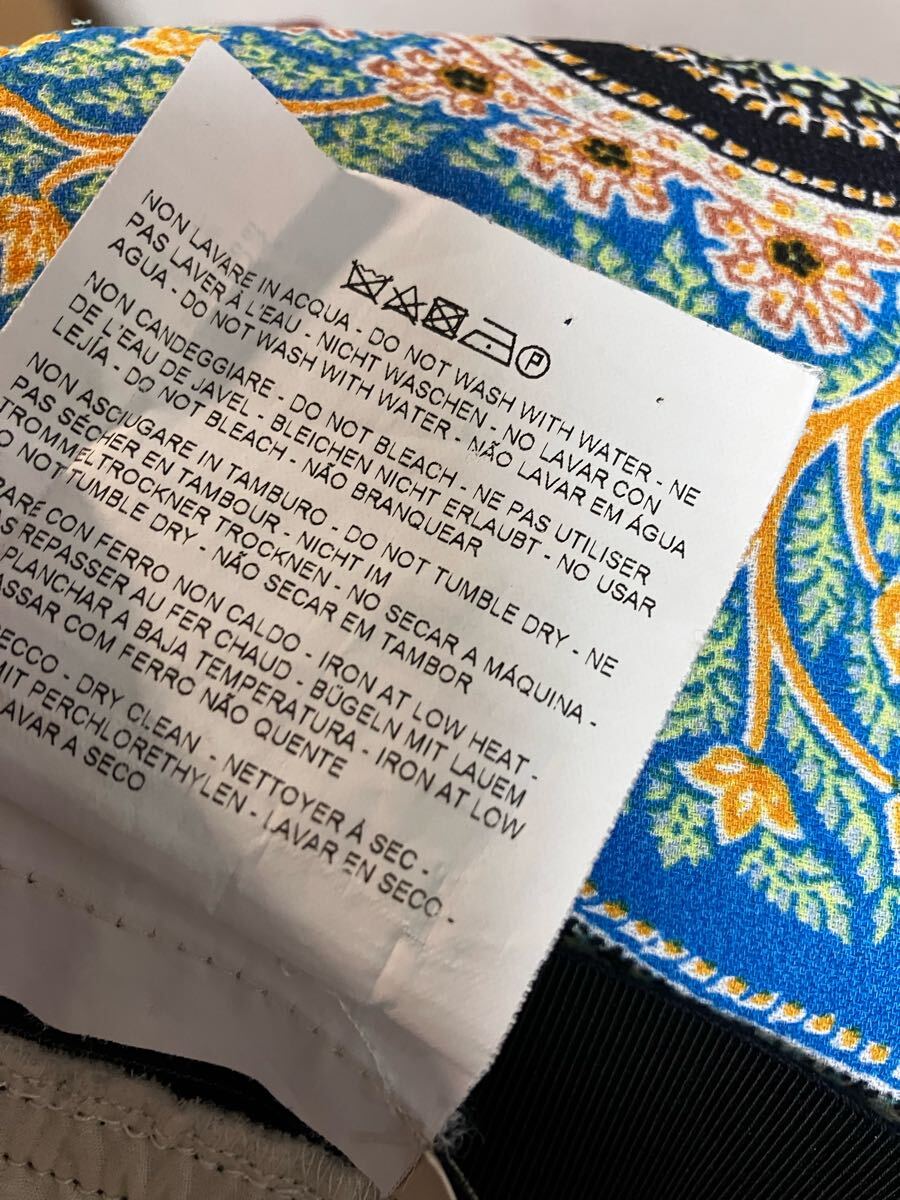 P
NON LAVARE IN ACQUA - DO NOT WASH WITH WATER - NE
PAS LAVER À L'EAU - NICHT WASCHEN - NO LAVAR CON
AGUA - DO NOT WASH WITH WATER - NÃO LAVAR EM ÁGUA
NON CANDEGGIARE - DO NOT BLEACH - NE PAS UTILISER
DE L'EAU DE JAVEL - BLEICHEN NICHT ERLAUBT - NO USAR
LEJÍA - DO NOT BLEACH - NÃO BRANQUEAR
NON ASCIUGARE IN TAMBURO - DO NOT TUMBLE DRY - NE
PAS SÉCHER EN TAMBOUR - NICHT IM
TROMMELTROCKNER TROCKNEN - NO SECAR A MÁQUINA -
NOT TUMBLE DRY - NÃO SECAR EM TAMBOR
CON FERRO NON CALDO - IRON AT LOW HEAT -
REPASSER AU FER CHAUD - BÜGELN MIT LAUEM
PLANCHAR A BAJA TEMPERATURA - IRON AT LOW
COM FERRO NÃO QUENTE
SECCO - DRY CLEAN - NETTOYER À SEC -
MIT PERCHLORETHYLEN - LAVAR EN SECO -
LAVAR A SECO